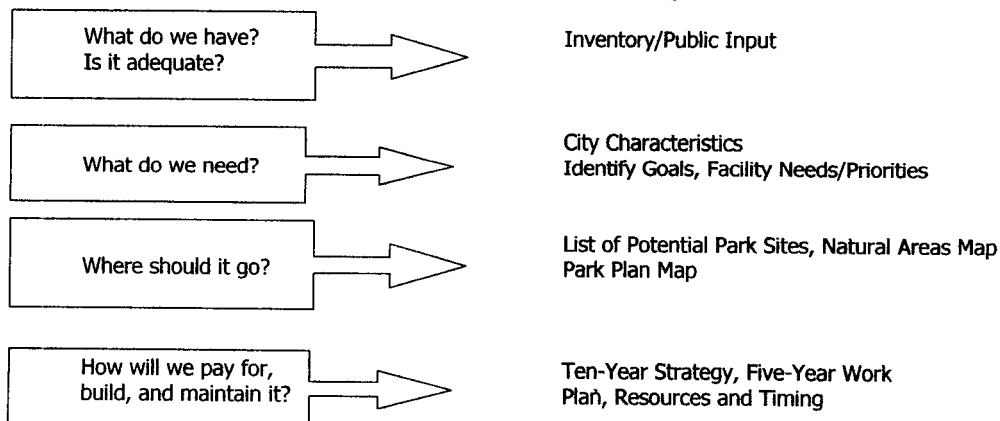 What do we have?
Is it adequate?
Inventory/Public Input
What do we need?
City Characteristics
Identify Goals, Facility Needs/Priorities
Where should it go?
List of Potential Park Sites, Natural Areas Map
Park Plan Map
How will we pay for,
build, and maintain it?
Ten-Year Strategy, Five-Year Work
Plan, Resources and Timing